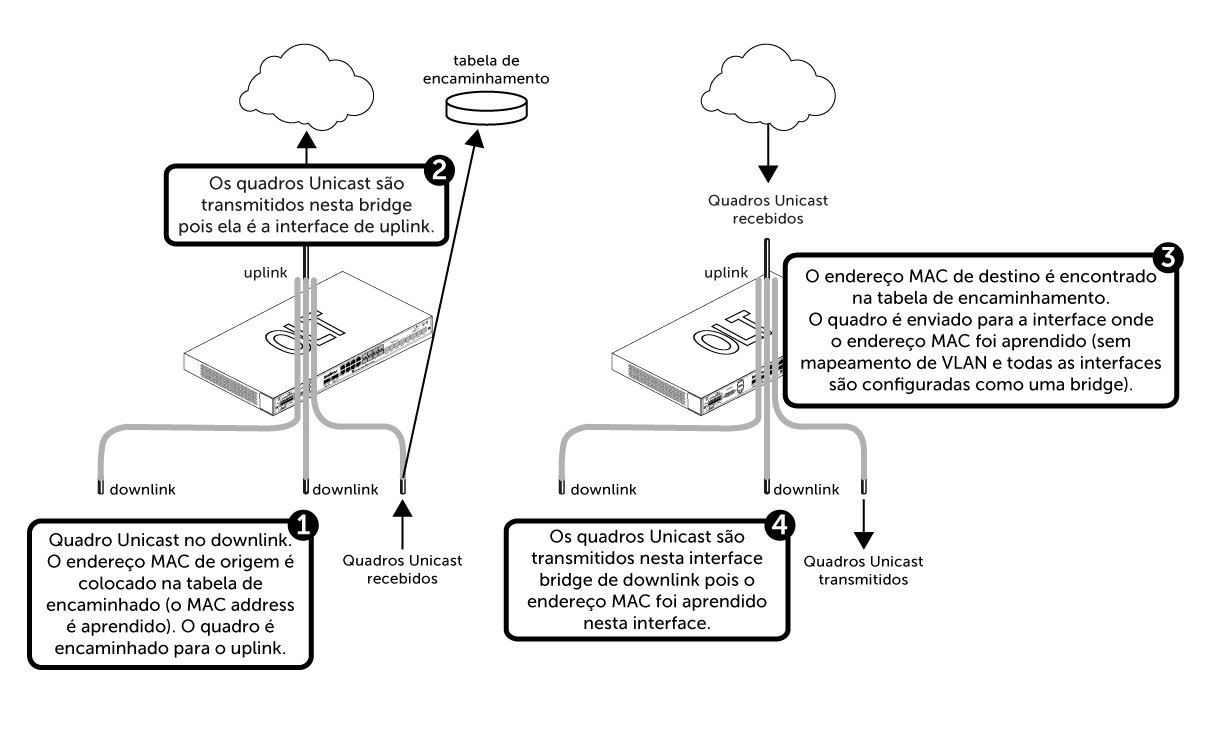 tabela de
encaminhamento
2
Os quadros Unicast são
transmitidos nesta bridge
pois ela é a interface de uplink.
uplink
OLT
downlink
downlink
1
Quadro Unicast no downlink.
O endereço MAC de origem é
colocado na tabela de
encaminhado (o MAC address
é aprendido). O quadro é
encaminhado para o uplink.
Quadros Unicast
recebidos
Quadros Unicast
recebidos
uplink
OLT
3
O endereço MAC de destino é encontrado
na tabela de encaminhamento.
O quadro é enviado para a interface onde
o endereço MAC foi aprendido (sem
mapeamento de VLAN e todas as interfaces
são configuradas como uma bridge).
downlink
downlink
4
Os quadros Unicast são
transmitidos nesta interface
bridge de downlink pois o
endereço MAC foi aprendido
nesta interface.
Quadros Unicast
transmitidos